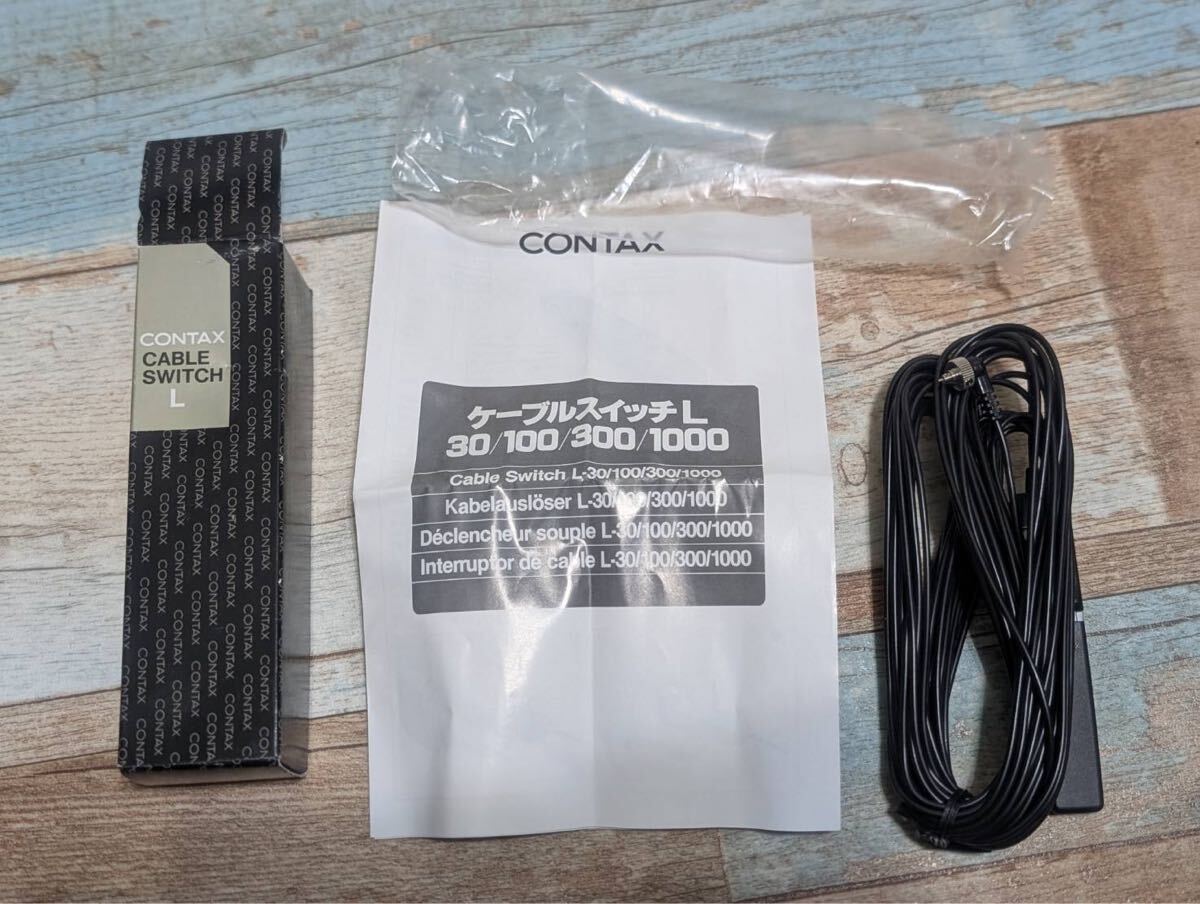 CONTAX
CABLE
SWITCH
L
CONTAX
ケーブルスイッチL
30/100/300/1000
Cable Switch L-30/100/300/1000
Kabelauslöser L-30/100/300/1000
Déclencheur souple L-30/100/300/1000
Interruptor de cable L-30/100/300/1000